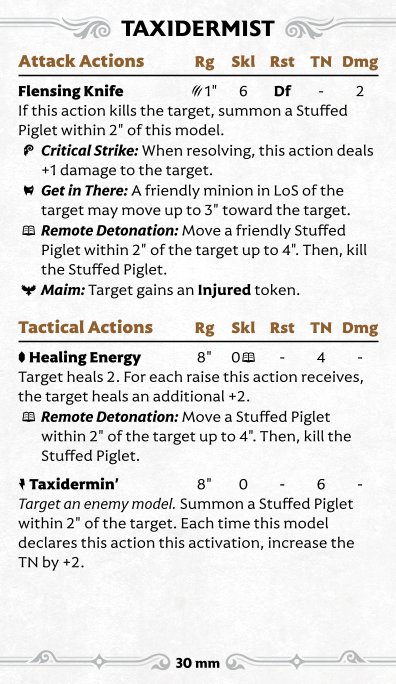 TAXIDERMIST
Attack Actions Rg Skl Rst TN Dmg
Flensing Knife 1" 6 Df - 2
If this action kills the target, summon a Stuffed
Piglet within 2" of this model.
Critical Strike: When resolving, this action deals
+1 damage to the target.
Get in There: A friendly minion in LoS of the
target may move up to 3" toward the target.
Remote Detonation: Move a friendly Stuffed
Piglet within 2" of the target up to 4". Then, kill
the Stuffed Piglet.
Maim: Target gains an Injured token.
Tactical Actions Rg Skl Rst TN Dmg
Healing Energy 8" 0 - 4 -
Target heals 2. For each raise this action receives,
the target heals an additional +2.
Remote Detonation: Move a Stuffed Piglet
within 2" of the target up to 4". Then, kill the
Stuffed Piglet.
Taxidermin’ 8" 0 - 6 -
Target an enemy model. Summon a Stuffed Piglet
within 2" of the target. Each time this model
declares this action this activation, increase the
TN by +2.
30 mm